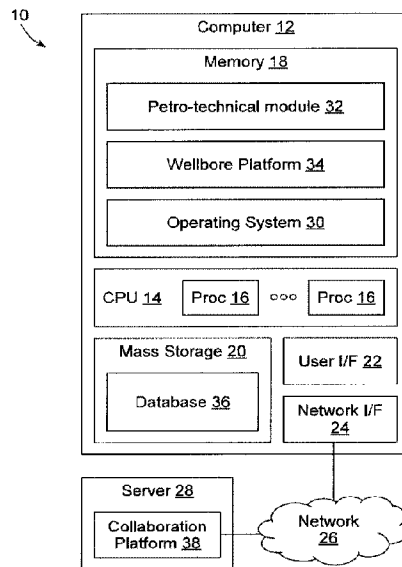 10
Computer 12
Memory 18
Petro-technical module 32
Wellbore Platform 34
Operating System 30
CPU 14
Proc 16
ooo
Proc 16
Mass Storage 20
Database 36
User I/F 22
Network I/F
24
Server 28
Collaboration
Platform 38
Network
26